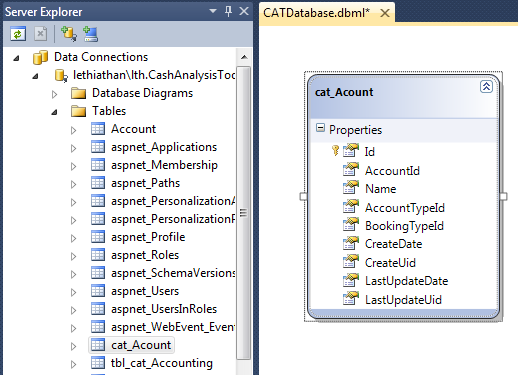 Server Explorer
Data Connections
lethiathan\lth.CashAnalysisToo
Database Diagrams
Tables
Account
aspnet_Applications
aspnet_Membership
aspnet_Paths
aspnet_PersonalizationA
aspnet_PersonalizationP
aspnet_Profile
aspnet_Roles
aspnet_SchemaVersions
aspnet_Users
aspnet_UsersInRoles
aspnet_WebEvent_Event
cat_Acount
tbl_cat_Accounting
CATDatabase.dbml*
cat_Acount
Properties
Id
AccountId
Name
AccountTypeId
BookingTypeId
CreateDate
CreateUid
LastUpdateDate
LastUpdateUid